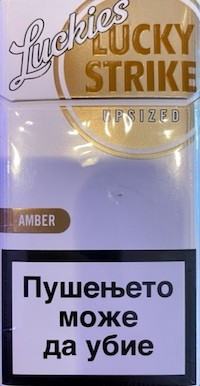 Luckies
LUCKY
STRIKE
UPSIZED
AMBER
Пушењето
може
да убие